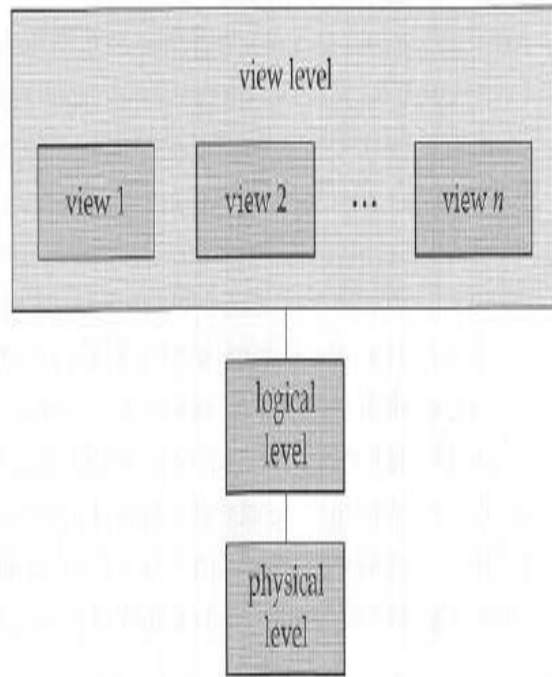 view level
view 1
view 2
...
view n
logical
level
physical
level